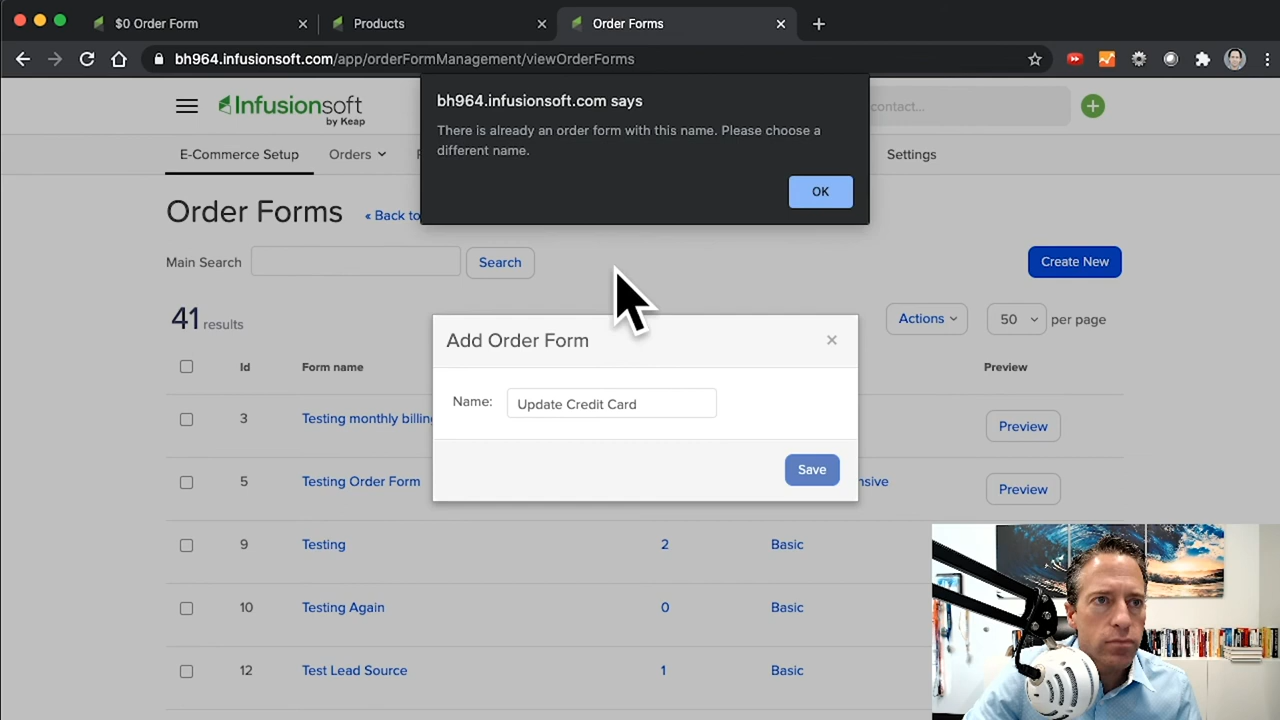 $0 Order Form
Products
Order Forms
bh964.infusionsoft.com/app/orderFormManagement/viewOrderForms
bh964.infusionsoft.com says
There is already an order form with this name. Please choose a
different name.
OK
Infusionsoft
by Keap
contact...
E-Commerce Setup
Orders
Settings
Order Forms
« Back to
Main Search
Search
Create New
41 results
Actions
50
per page
Add Order Form
Name:
Update Credit Card
Save
Id
Form name
Preview
3
Testing monthly billing
Preview
5
Testing Order Form
nsive
Preview
9
Testing
2
Basic
10
Testing Again
0
Basic
12
Test Lead Source
1
Basic